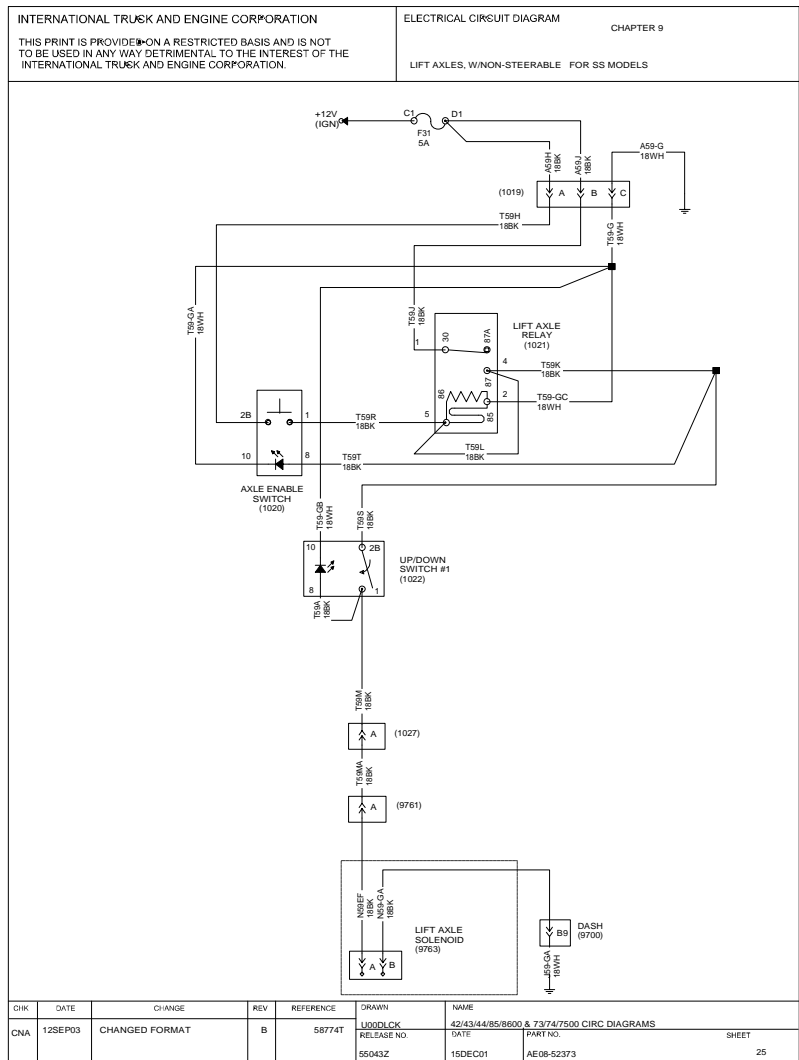 INTERNATIONAL TRUCK AND ENGINE CORPORATION
THIS PRINT IS PROVIDED ON A RESTRICTED BASIS AND IS NOT
TO BE USED IN ANY WAY DETRIMENTAL TO THE INTEREST OF THE
INTERNATIONAL TRUCK AND ENGINE CORPORATION.
ELECTRICAL CIRCUIT DIAGRAM
CHAPTER 9
LIFT AXLES, W/NON-STEERABLE FOR SS MODELS
+12V
(IGN)
C1
D1
F31
5A
A59H
18BK
A59J
18BK
A59-G
18WH
(1019)
A
B
C
T59H
18BK
T59-G
18WH
T59-GA
18WH
T59J
18BK
LIFT AXLE
RELAY
(1021)
1
30
87A
4
87
T59K
18BK
86
85
2
T59-GC
18WH
2B
1
T59R
18BK
5
T59L
18BK
10
8
T59T
18BK
AXLE ENABLE
SWITCH
(1020)
T59-GB
18WH
T59S
18BK
10
2B
UP/DOWN
SWITCH #1
(1022)
8
1
T59A
18BK
T59M
18BK
A
(1027)
T59MA
18BK
A
(9761)
N59EF
18BK
N59-GA
18BK
LIFT AXLE
SOLENOID
(9763)
A
B
B9
DASH
(9700)
J59-GA
18WH
CHK DATE CHANGE REV REFERENCE DRAWN NAME
CNA 12SEP03 CHANGED FORMAT B 58774T U00DLCK 42/43/44/85/8600 & 73/74/7500 CIRC DIAGRAMS
RELEASE NO. DATE PART NO. SHEET
55043Z 15DEC01 AE08-52373 25